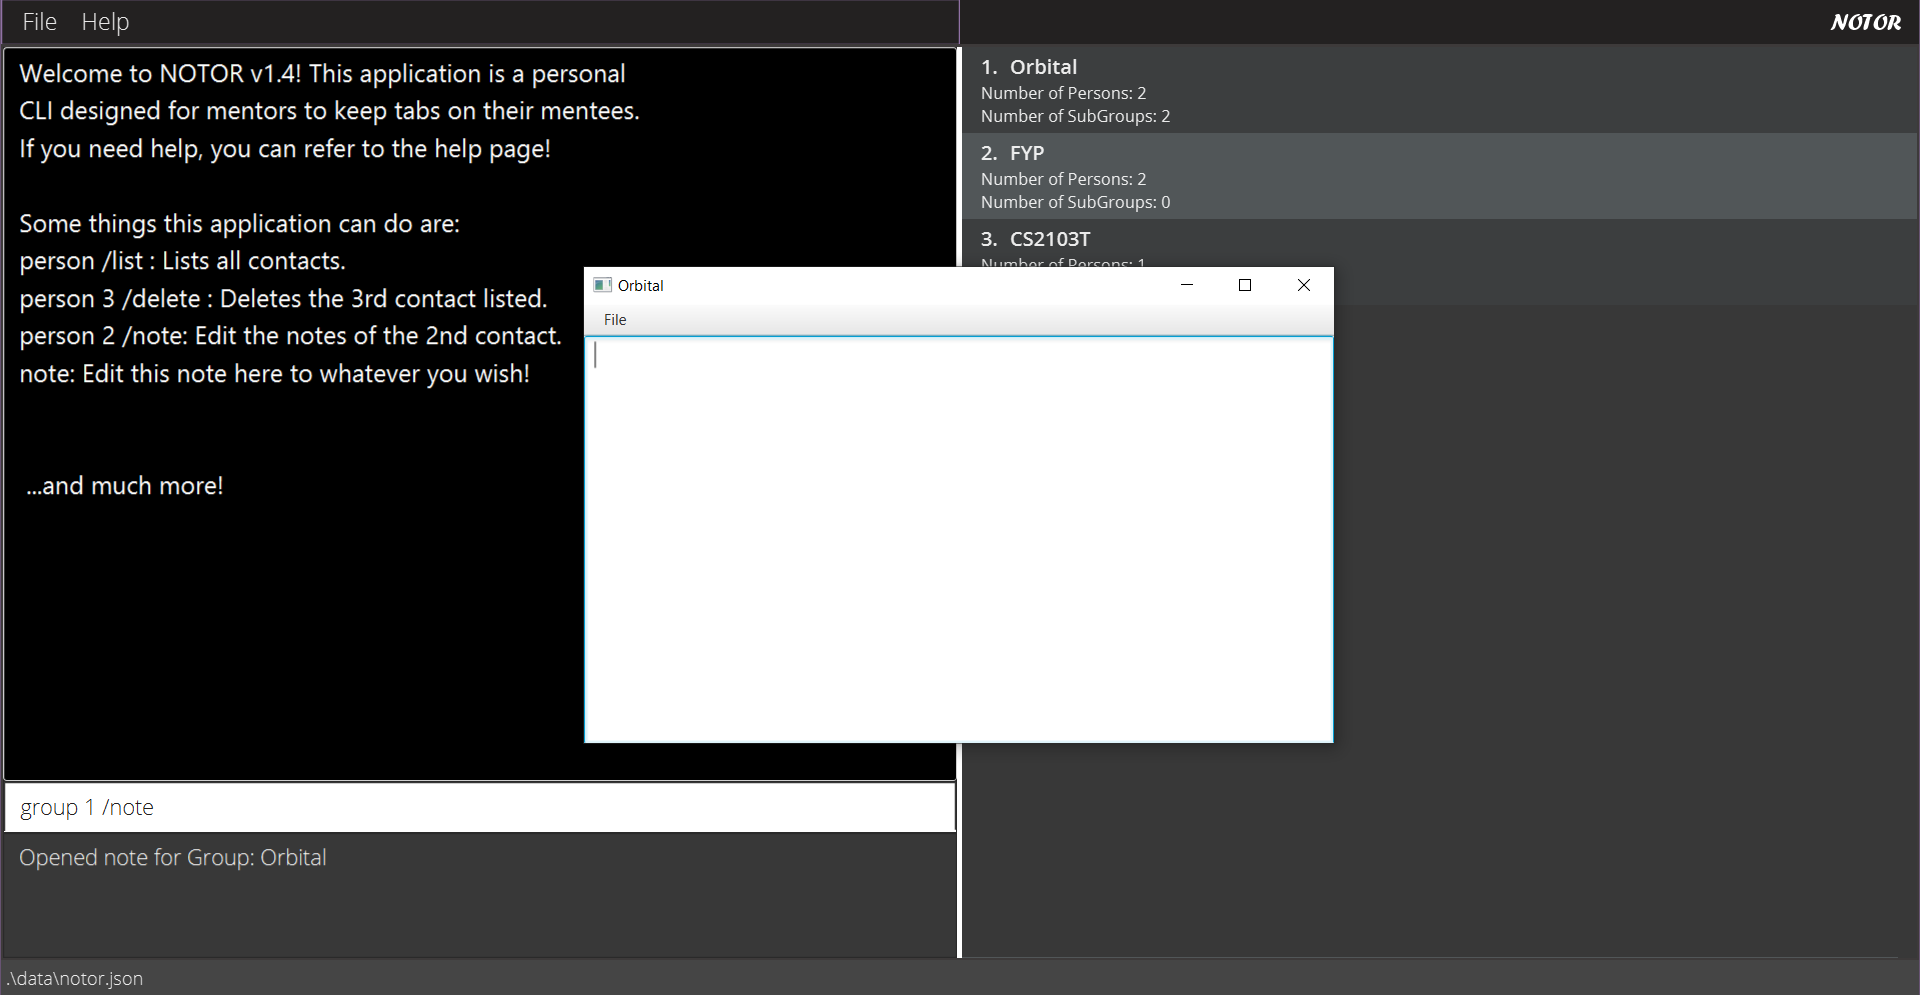 File Help
NOTOR
Welcome to NOTOR v1.4! This application is a personal
CLI designed for mentors to keep tabs on their mentees.
If you need help, you can refer to the help page!
Some things this application can do are:
person /list : Lists all contacts.
person 3 /delete : Deletes the 3rd contact listed.
person 2 /note: Edit the notes of the 2nd contact.
note: Edit this note here to whatever you wish!
...and much more!
1. Orbital
Number of Persons: 2
Number of SubGroups: 2
2. FYP
Number of Persons: 2
Number of SubGroups: 0
3. CS2103T
Number of Persons: 1
Orbital
File
group 1 /note
Opened note for Group: Orbital
.\data\notor.json